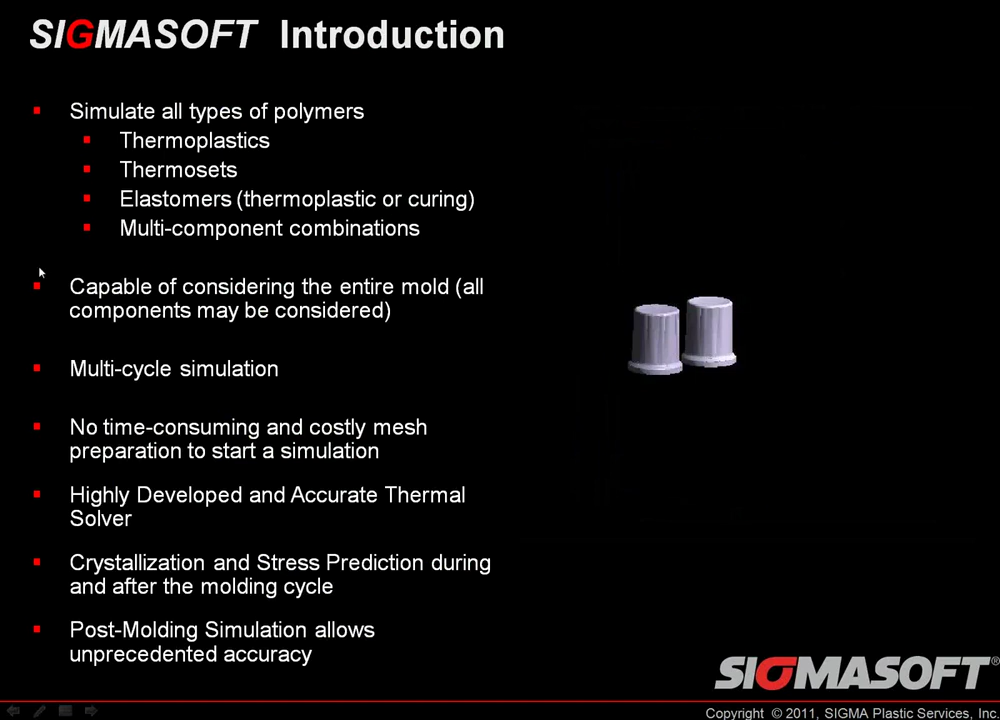 SIGMASOFT Introduction
Simulate all types of polymers
Thermoplastics
Thermosets
Elastomers (thermoplastic or curing)
Multi-component combinations
Capable of considering the entire mold (all
components may be considered)
Multi-cycle simulation
No time-consuming and costly mesh
preparation to start a simulation
Highly Developed and Accurate Thermal
Solver
Crystallization and Stress Prediction during
and after the molding cycle
Post-Molding Simulation allows
unprecedented accuracy
SIGMASOFT®
Copyright © 2011, SIGMA Plastic Services, Inc.